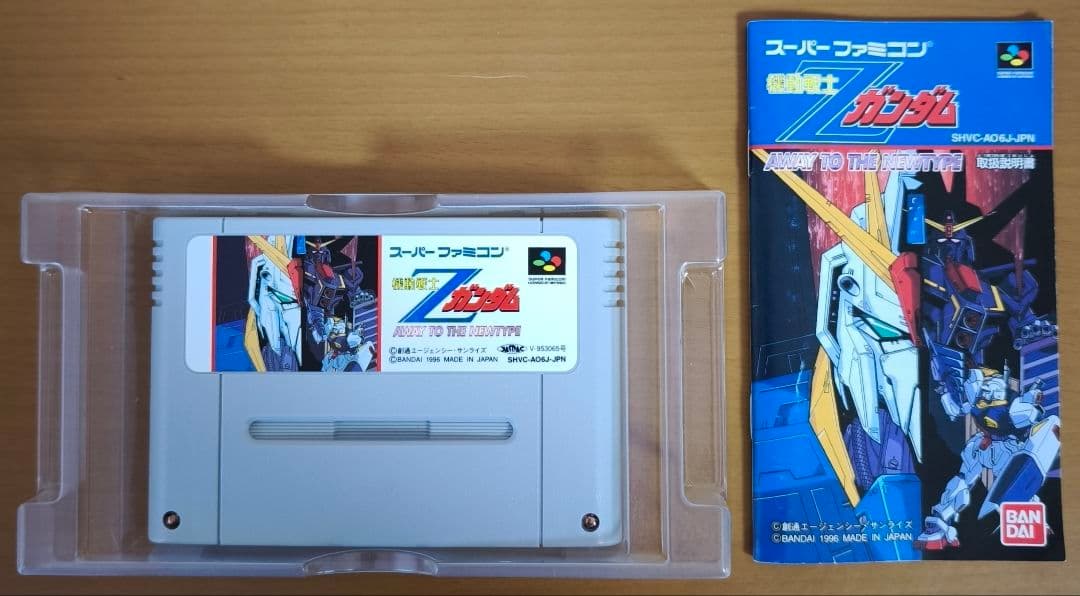 スーパーファミコン®
機動戦士
Zガンダム
AWAY TO THE NEWTYPE
©創通エージェンシー・サンライズ
V-953065号
©BANDAI 1996 MADE IN JAPAN
SHVC-AO6J-JPN
スーパーファミコン®
機動戦士
Zガンダム
SHVC-AO6J-JPN
AWAY TO THE NEWTYPE
取扱説明書
©創通エージェンシー・サンライズ
©BANDAI 1996 MADE IN JAPAN
BAN
DAI